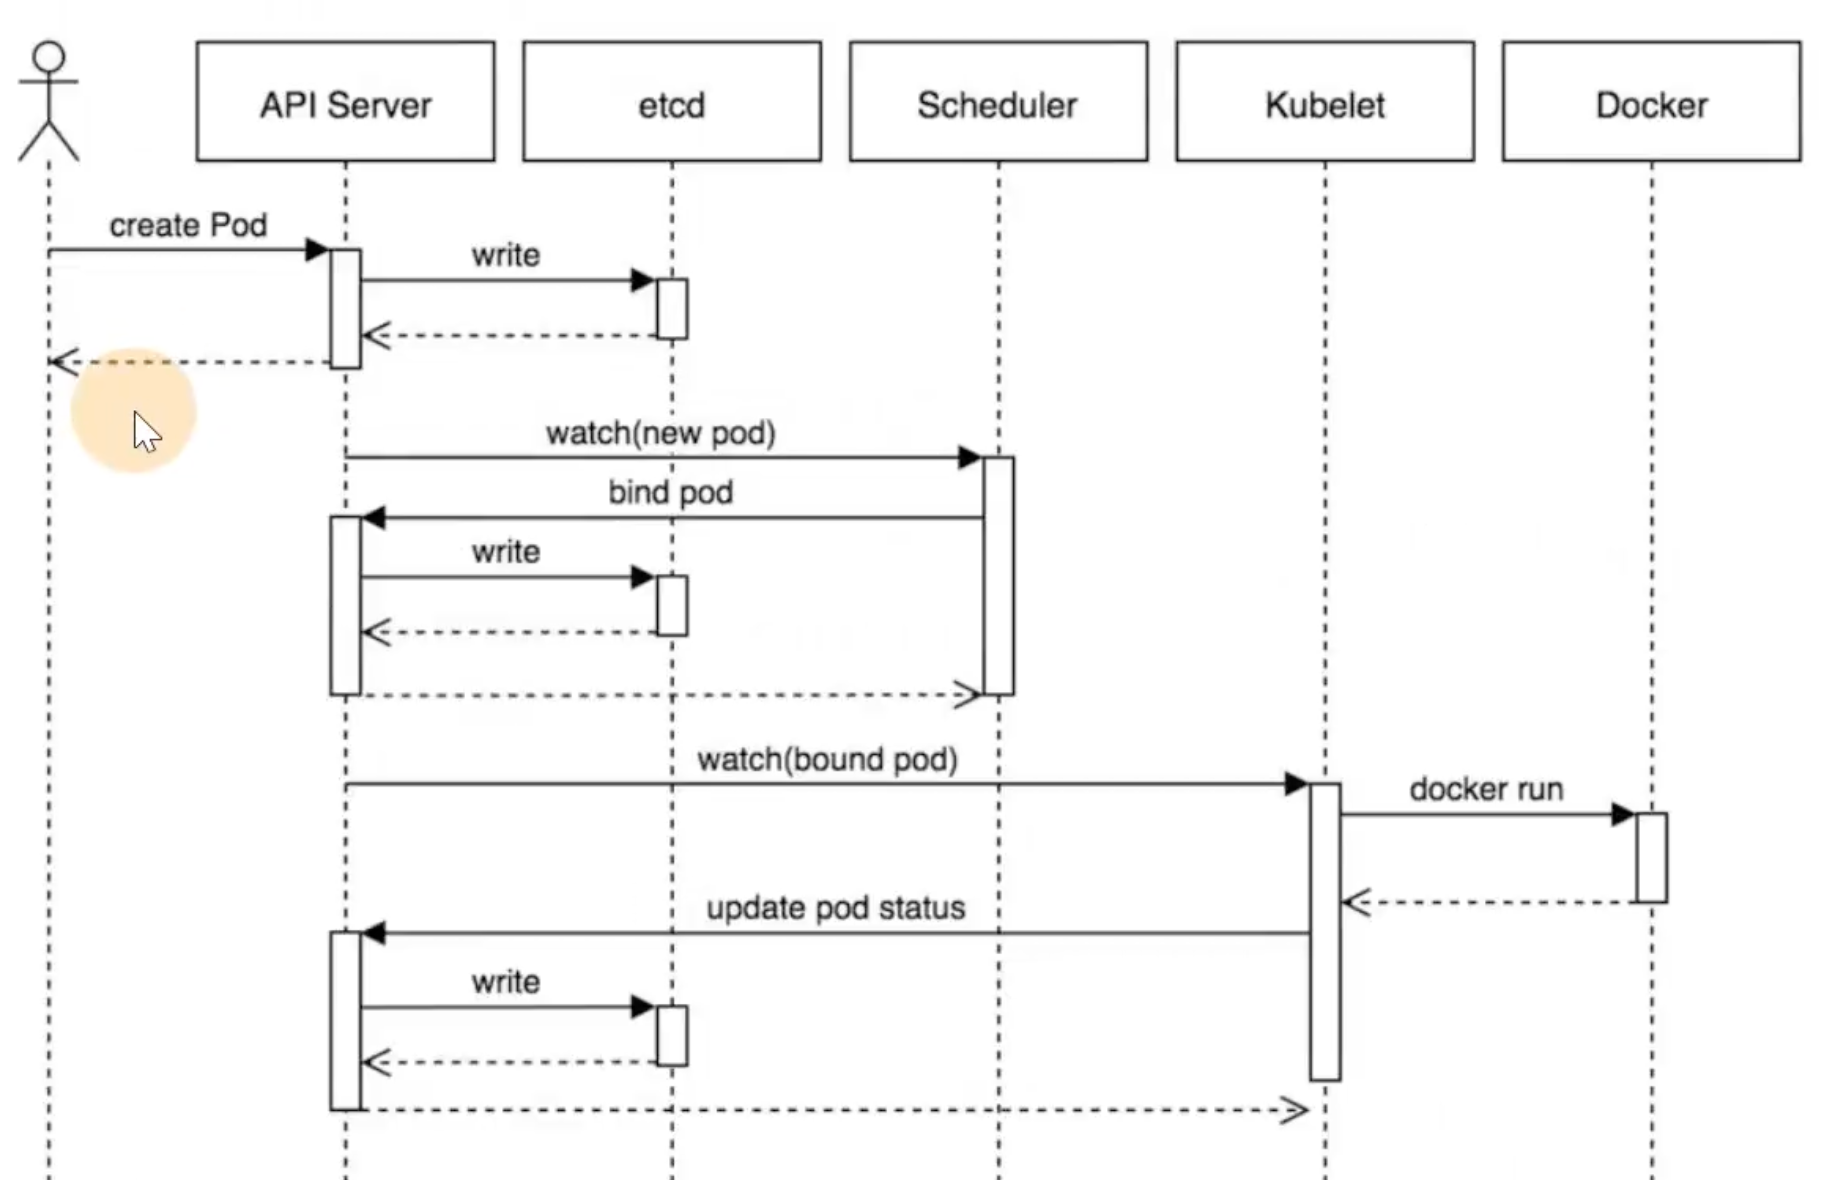 API Server
etcd
Scheduler
Kubelet
Docker
create Pod
write
watch(new pod)
bind pod
write
watch(bound pod)
docker run
update pod status
write